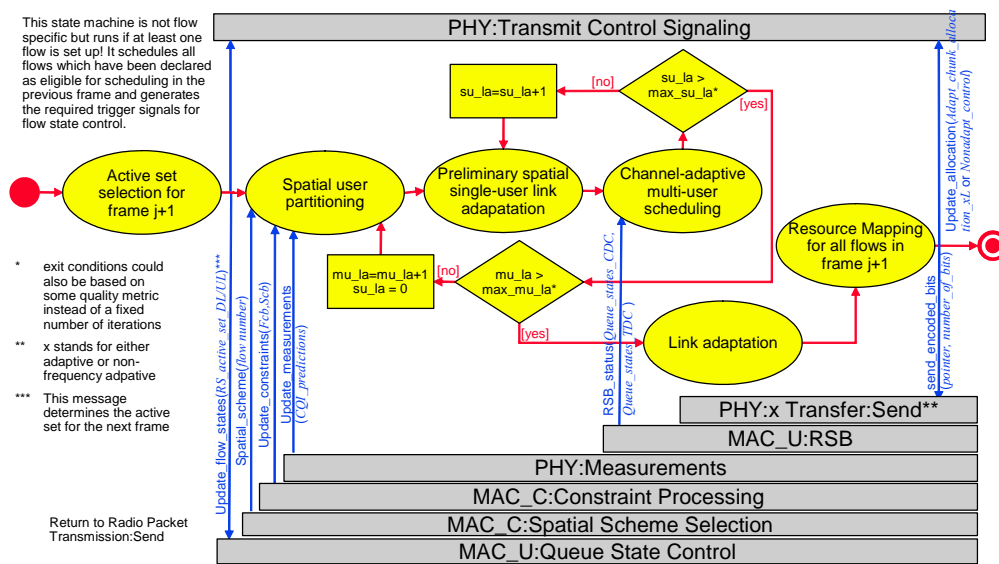 This state machine is not flow
specific but runs if at least one
flow is set up! It schedules all
flows which have been declared
as eligible for scheduling in the
previous frame and generates
the required trigger signals for
flow state control.
PHY:Transmit Control Signaling
su_la=su_la+1
[no]
su_la >
max_su_la*
[yes]
Active set
selection for
frame j+1
Spatial user
partitioning
Preliminary spatial
single-user link
adapatation
Channel-adaptive
multi-user
scheduling
Resource Mapping
for all flows in
frame j+1
mu_la=mu_la+1
su_la = 0
[no]
mu_la >
max_mu_la*
[yes]
Link adaptation
* exit conditions could
also be based on
some quality metric
instead of a fixed
number of iterations
** x stands for either
adaptive or non-
frequency adpative
*** This message
determines the active
set for the next frame
Update_flow_states(RS_active_set_DL/UL)***
Spatial_scheme(flow number)
Update_constraints(Fcb,Scb)
Update_measurements
(CQI_predictions)
RSB_status(Queue_states_CDC,
Queue_states_TDC )
Update_allocation(Adapt_chunk_alloca
tion_xL or Nonadapt_control)
send_encoded_bits
(pointer, number_of_bits)
PHY:x Transfer:Send**
MAC_U:RSB
PHY:Measurements
MAC_C:Constraint Processing
MAC_C:Spatial Scheme Selection
MAC_U:Queue State Control
Return to Radio Packet
Transmission:Send